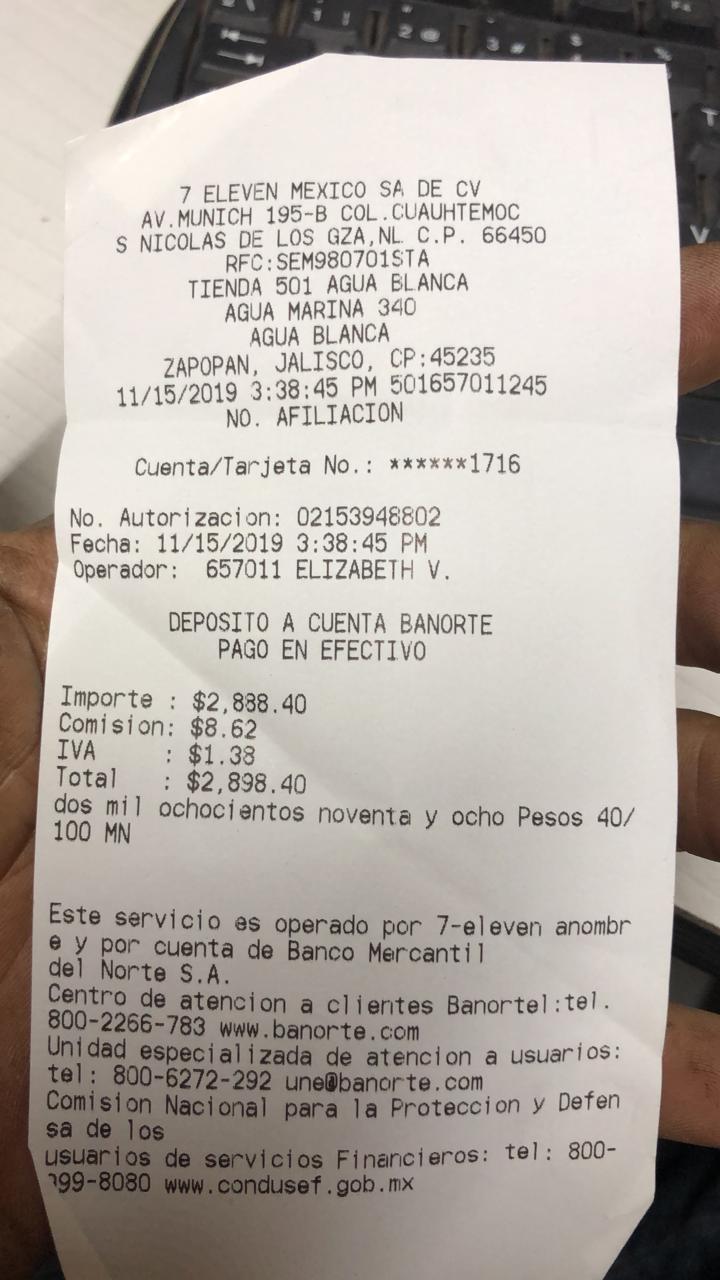 7 ELEVEN MEXICO SA DE CV
AV.MUNICH 195-B COL.CUAUHTEMOC
S NICOLAS DE LOS GZA,NL C.P. 66450
RFC:SEM980701STA
TIENDA 501 AGUA BLANCA
AGUA MARINA 340
AGUA BLANCA
ZAPOPAN, JALISCO, CP:45235
11/15/2019 3:38:45 PM 501657011245
NO. AFILIACION
Cuenta/Tarjeta No.: ******1716
No. Autorizacion: 02153948802
Fecha: 11/15/2019 3:38:45 PM
Operador: 657011 ELIZABETH V.
DEPOSITO A CUENTA BANORTE
PAGO EN EFECTIVO
Importe : $2,888.40
Comision: $8.62
IVA : $1.38
Total : $2,898.40
dos mil ochocientos noventa y ocho Pesos 40/
100 MN
Este servicio es operado por 7-eleven anombr
e y por cuenta de Banco Mercantil
del Norte S.A.
Centro de atencion a clientes Banortel:tel.
800-2266-783 www.banorte.com
Unidad especializada de atencion a usuarios:
tel: 800-6272-292 une@banorte.com
Comision Nacional para la Proteccion y Defen
sa de los
usuarios de servicios Financieros: tel: 800-
999-8080 www.condusef.gob.mx